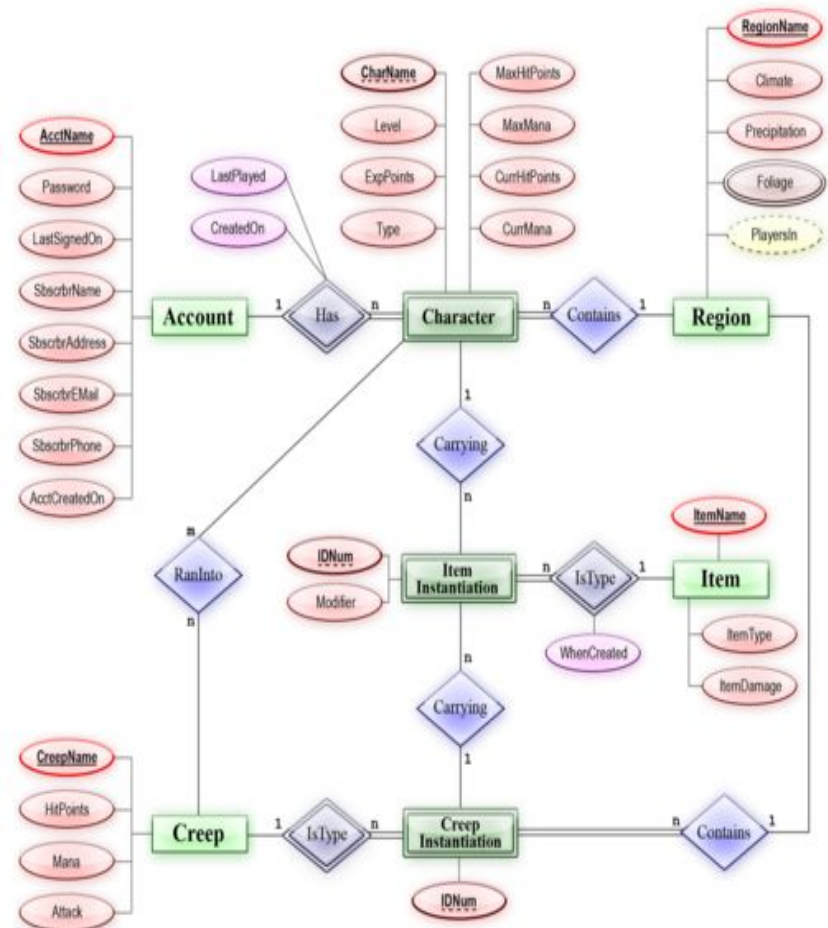 RegionName
CharName
MaxHitPoints
Climate
AcctName
Level
MaxMana
Precipitation
Password
LastPlayed
ExpPoints
CurrHitPoints
Foliage
LastSignedOn
CreatedOn
Type
CurrMana
PlayersIn
SbscrbrName
Account
1
Has
n
Character
n
Contains
1
Region
SbscrbrAddress
SbscrbrEMail
1
SbscrbrPhone
Carrying
AcctCreatedOn
n
ItemName
m
IDNum
RanInto
Item
Instantiation
n
IsType
1
Item
Modifier
n
n
WhenCreated
ItemType
ItemDamage
Carrying
CreepName
1
HitPoints
Creep
1
IsType
n
Creep
Instantiation
n
Contains
1
Mana
Attack
IDNum